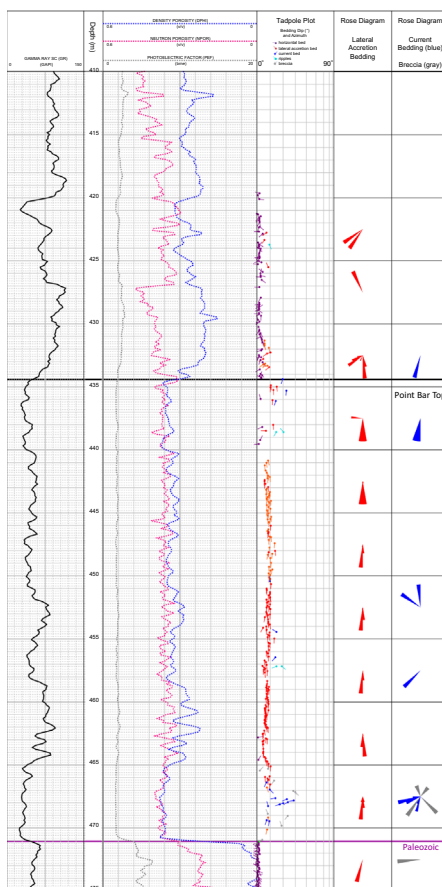 DENSITY POROSITY (DPHI)
0.6 (v/v) 0
NEUTRON POROSITY (NPOR)
0.6 (v/v) 0
PHOTOELECTRIC FACTOR (PEF)
0 (b/e) 20
GAMMA RAY SC (GR)
0 (GAPI) 150
Depth (m)
Tadpole Plot
Bedding Dip (°)
and Azimuth
horizontal bed
lateral accretion bed
current bed
ripples
breccia
0° 90°
Rose Diagram
Lateral
Accretion
Bedding
Rose Diagram
Current
Bedding (blue)
Breccia (gray)
410
415
420
425
430
435
Point Bar Top
440
445
450
455
460
465
470
Paleozoic